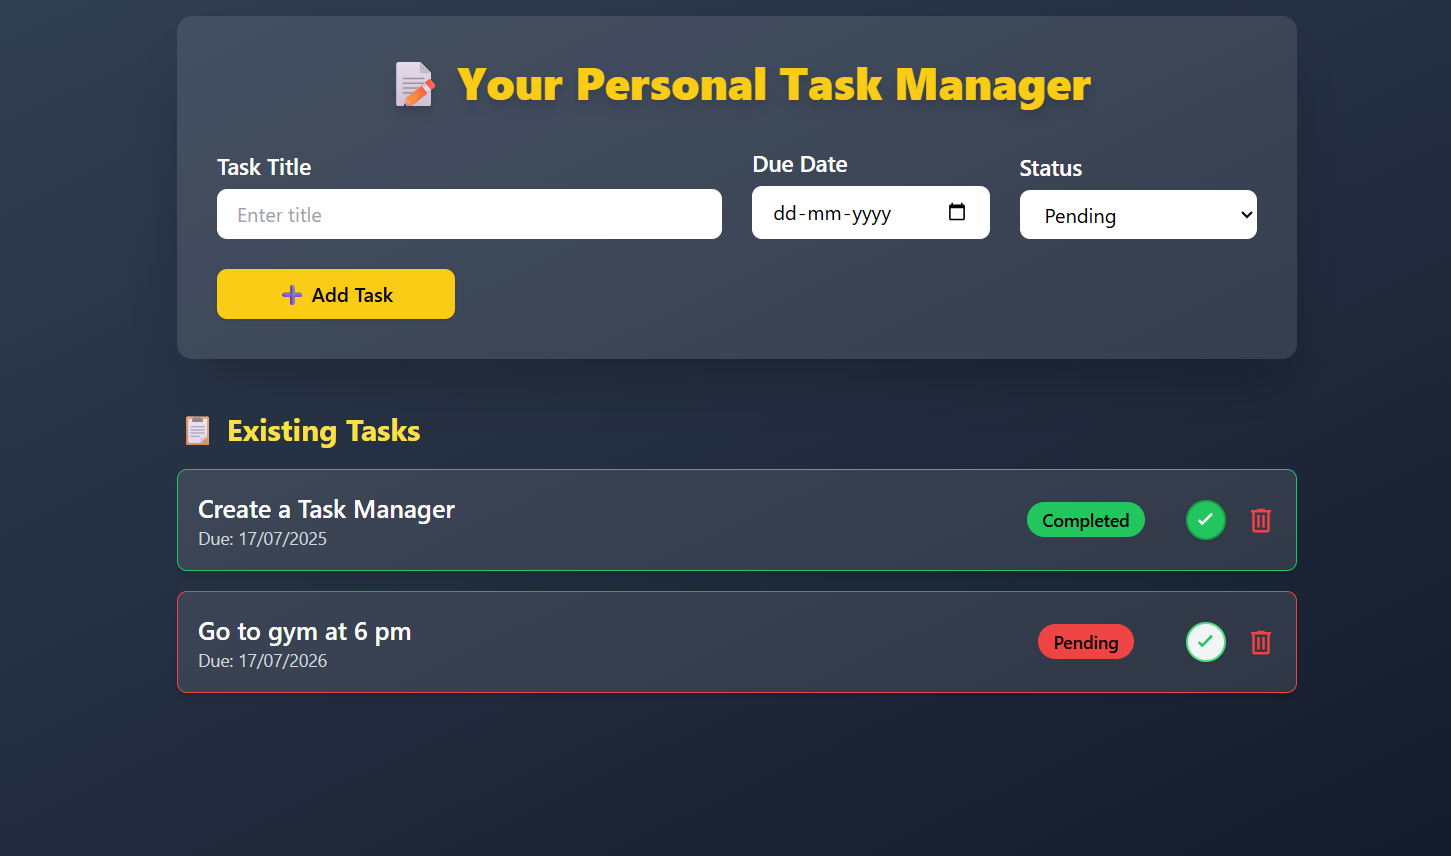 Your Personal Task Manager
Task Title
Due Date
Status
Enter title
dd-mm-yyyy
Pending
Add Task
Existing Tasks
Create a Task Manager
Due: 17/07/2025
Completed
Go to gym at 6 pm
Due: 17/07/2026
Pending